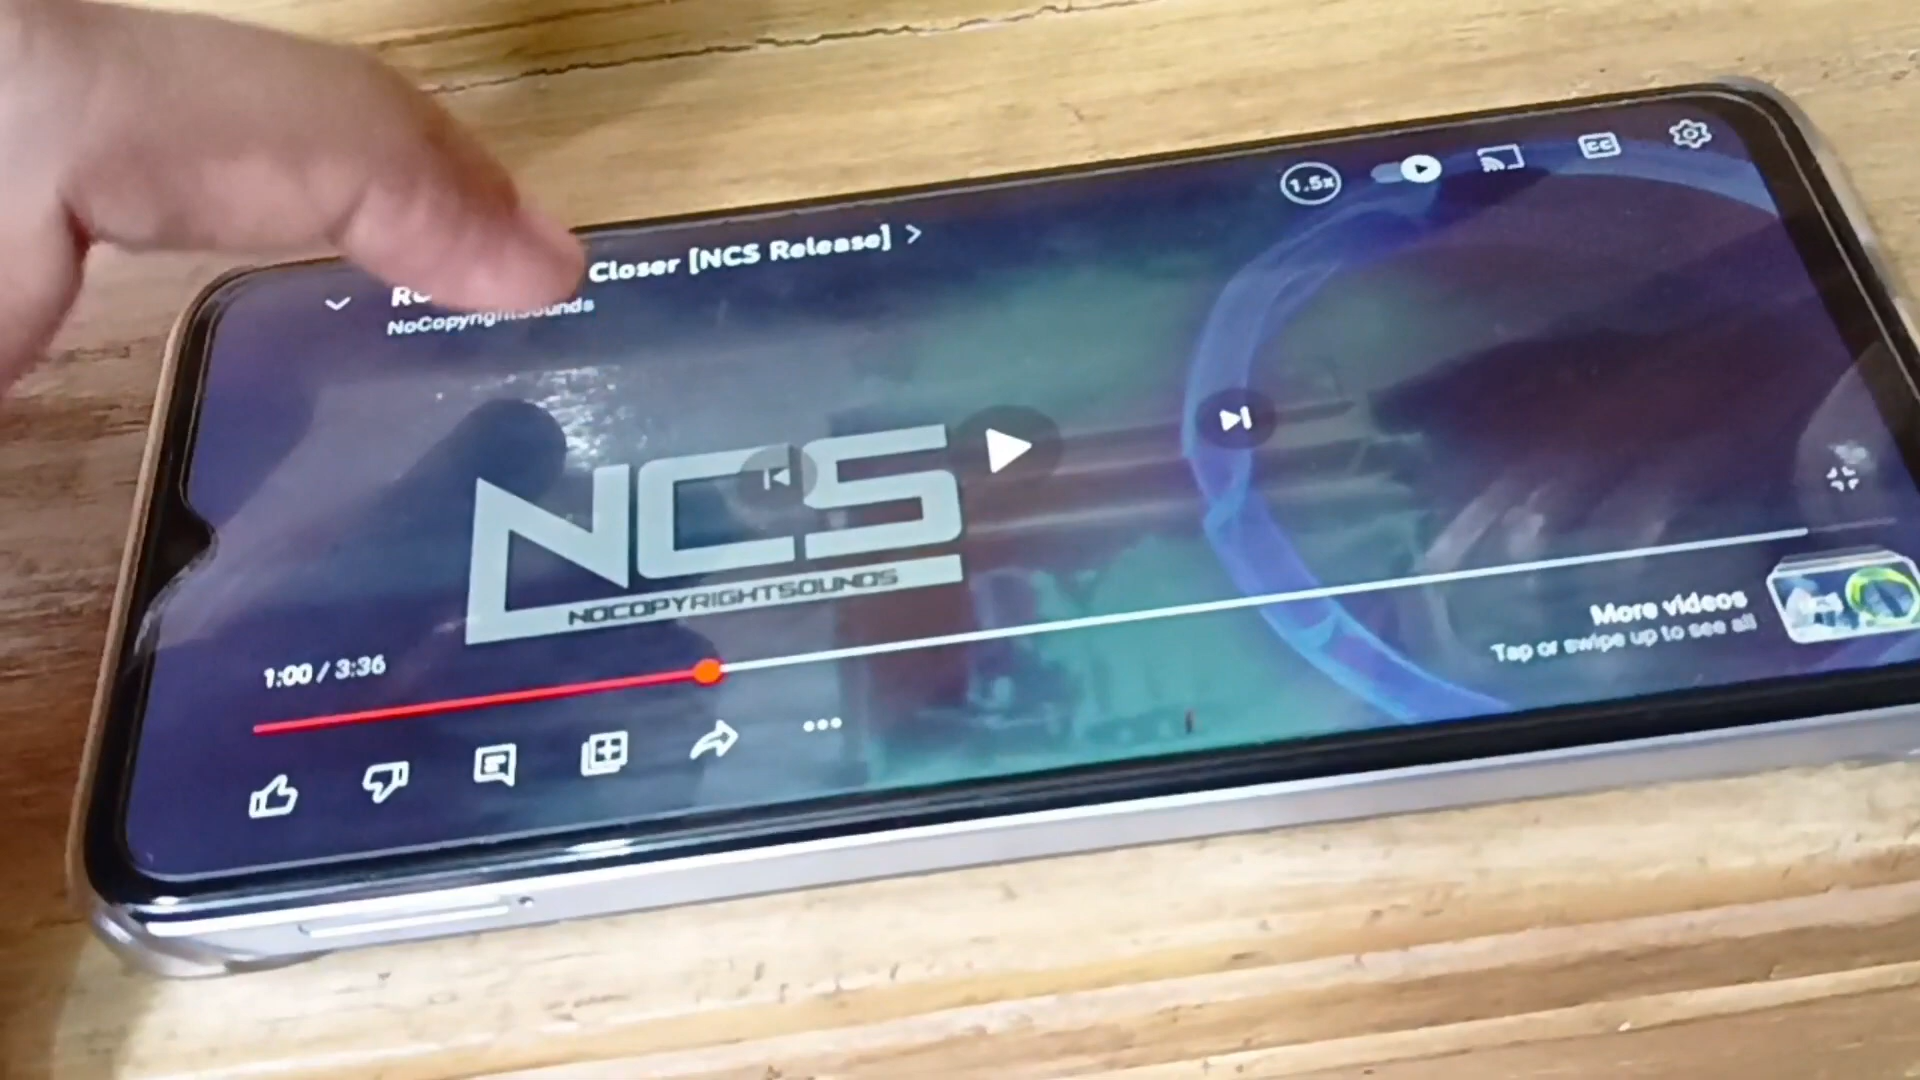 1.5x
CC
Closer [NCS Release]
NoCopyrightSounds
NCS
NOCOPYRIGHTSOUNDS
1:00 / 3:36
More videos
Tap or swipe up to see all